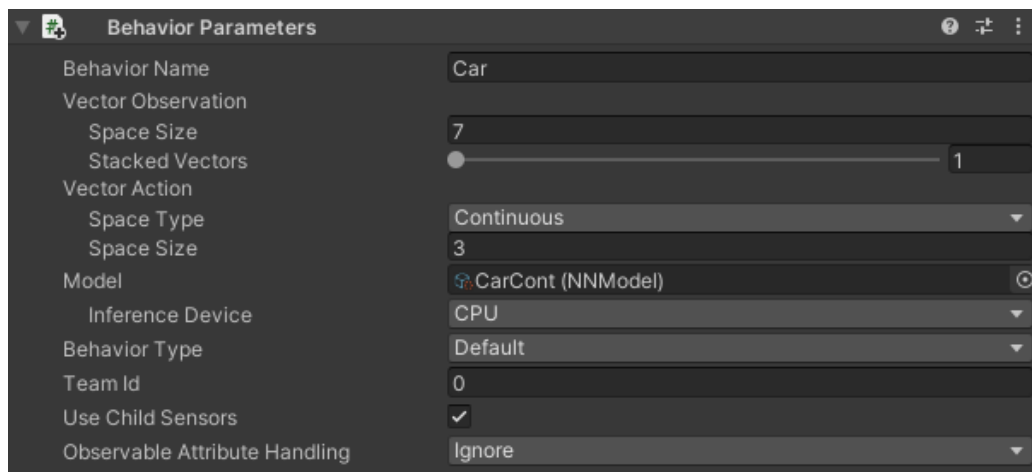 Behavior Parameters
Behavior Name Car
Vector Observation
Space Size 7
Stacked Vectors 1
Vector Action
Space Type Continuous
Space Size 3
Model CarCont (NNModel)
Inference Device CPU
Behavior Type Default
Team Id 0
Use Child Sensors
Observable Attribute Handling Ignore